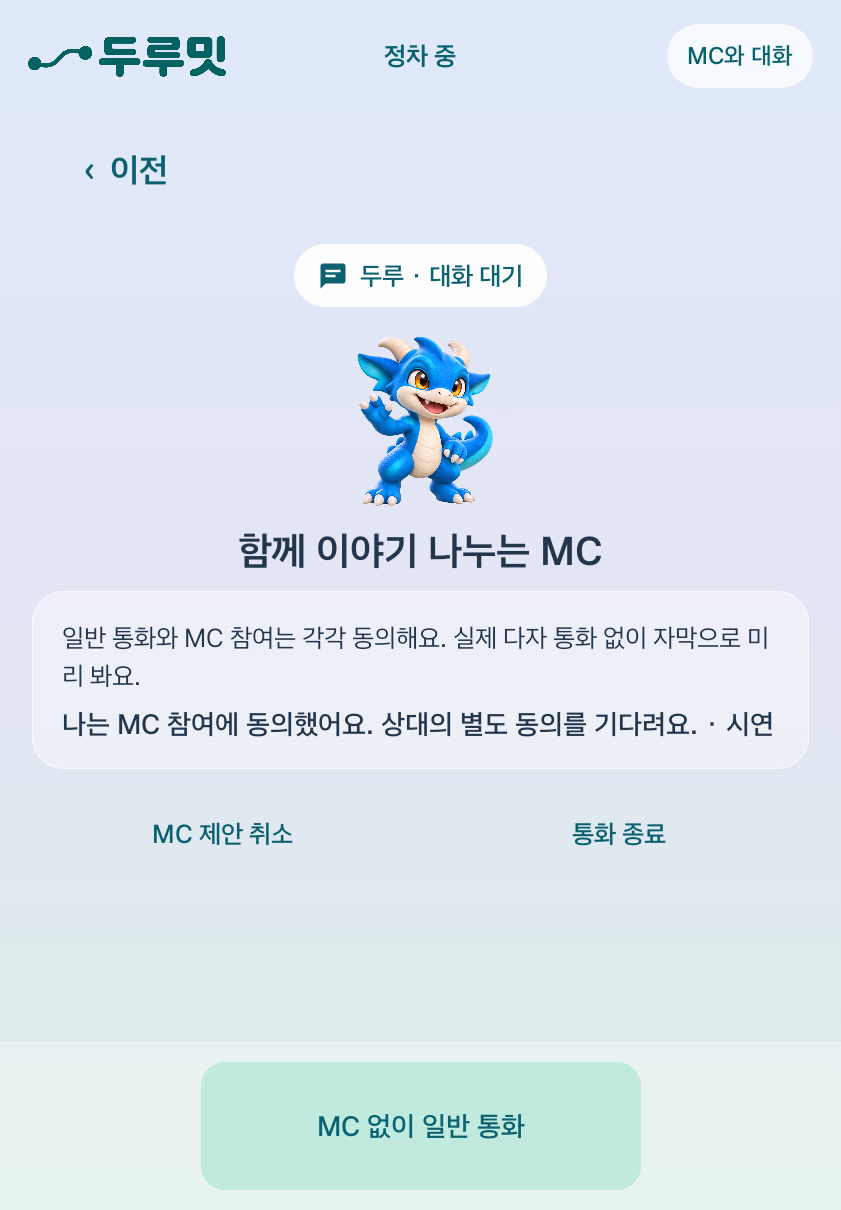 두루밋
정차 중
MC와 대화
‹ 이전
두루 · 대화 대기
함께 이야기 나누는 MC
일반 통화와 MC 참여는 각각 동의해요. 실제 다자 통화 없이 자막으로 미
리 봐요.
나는 MC 참여에 동의했어요. 상대의 별도 동의를 기다려요. · 시연
MC 제안 취소
통화 종료
MC 없이 일반 통화